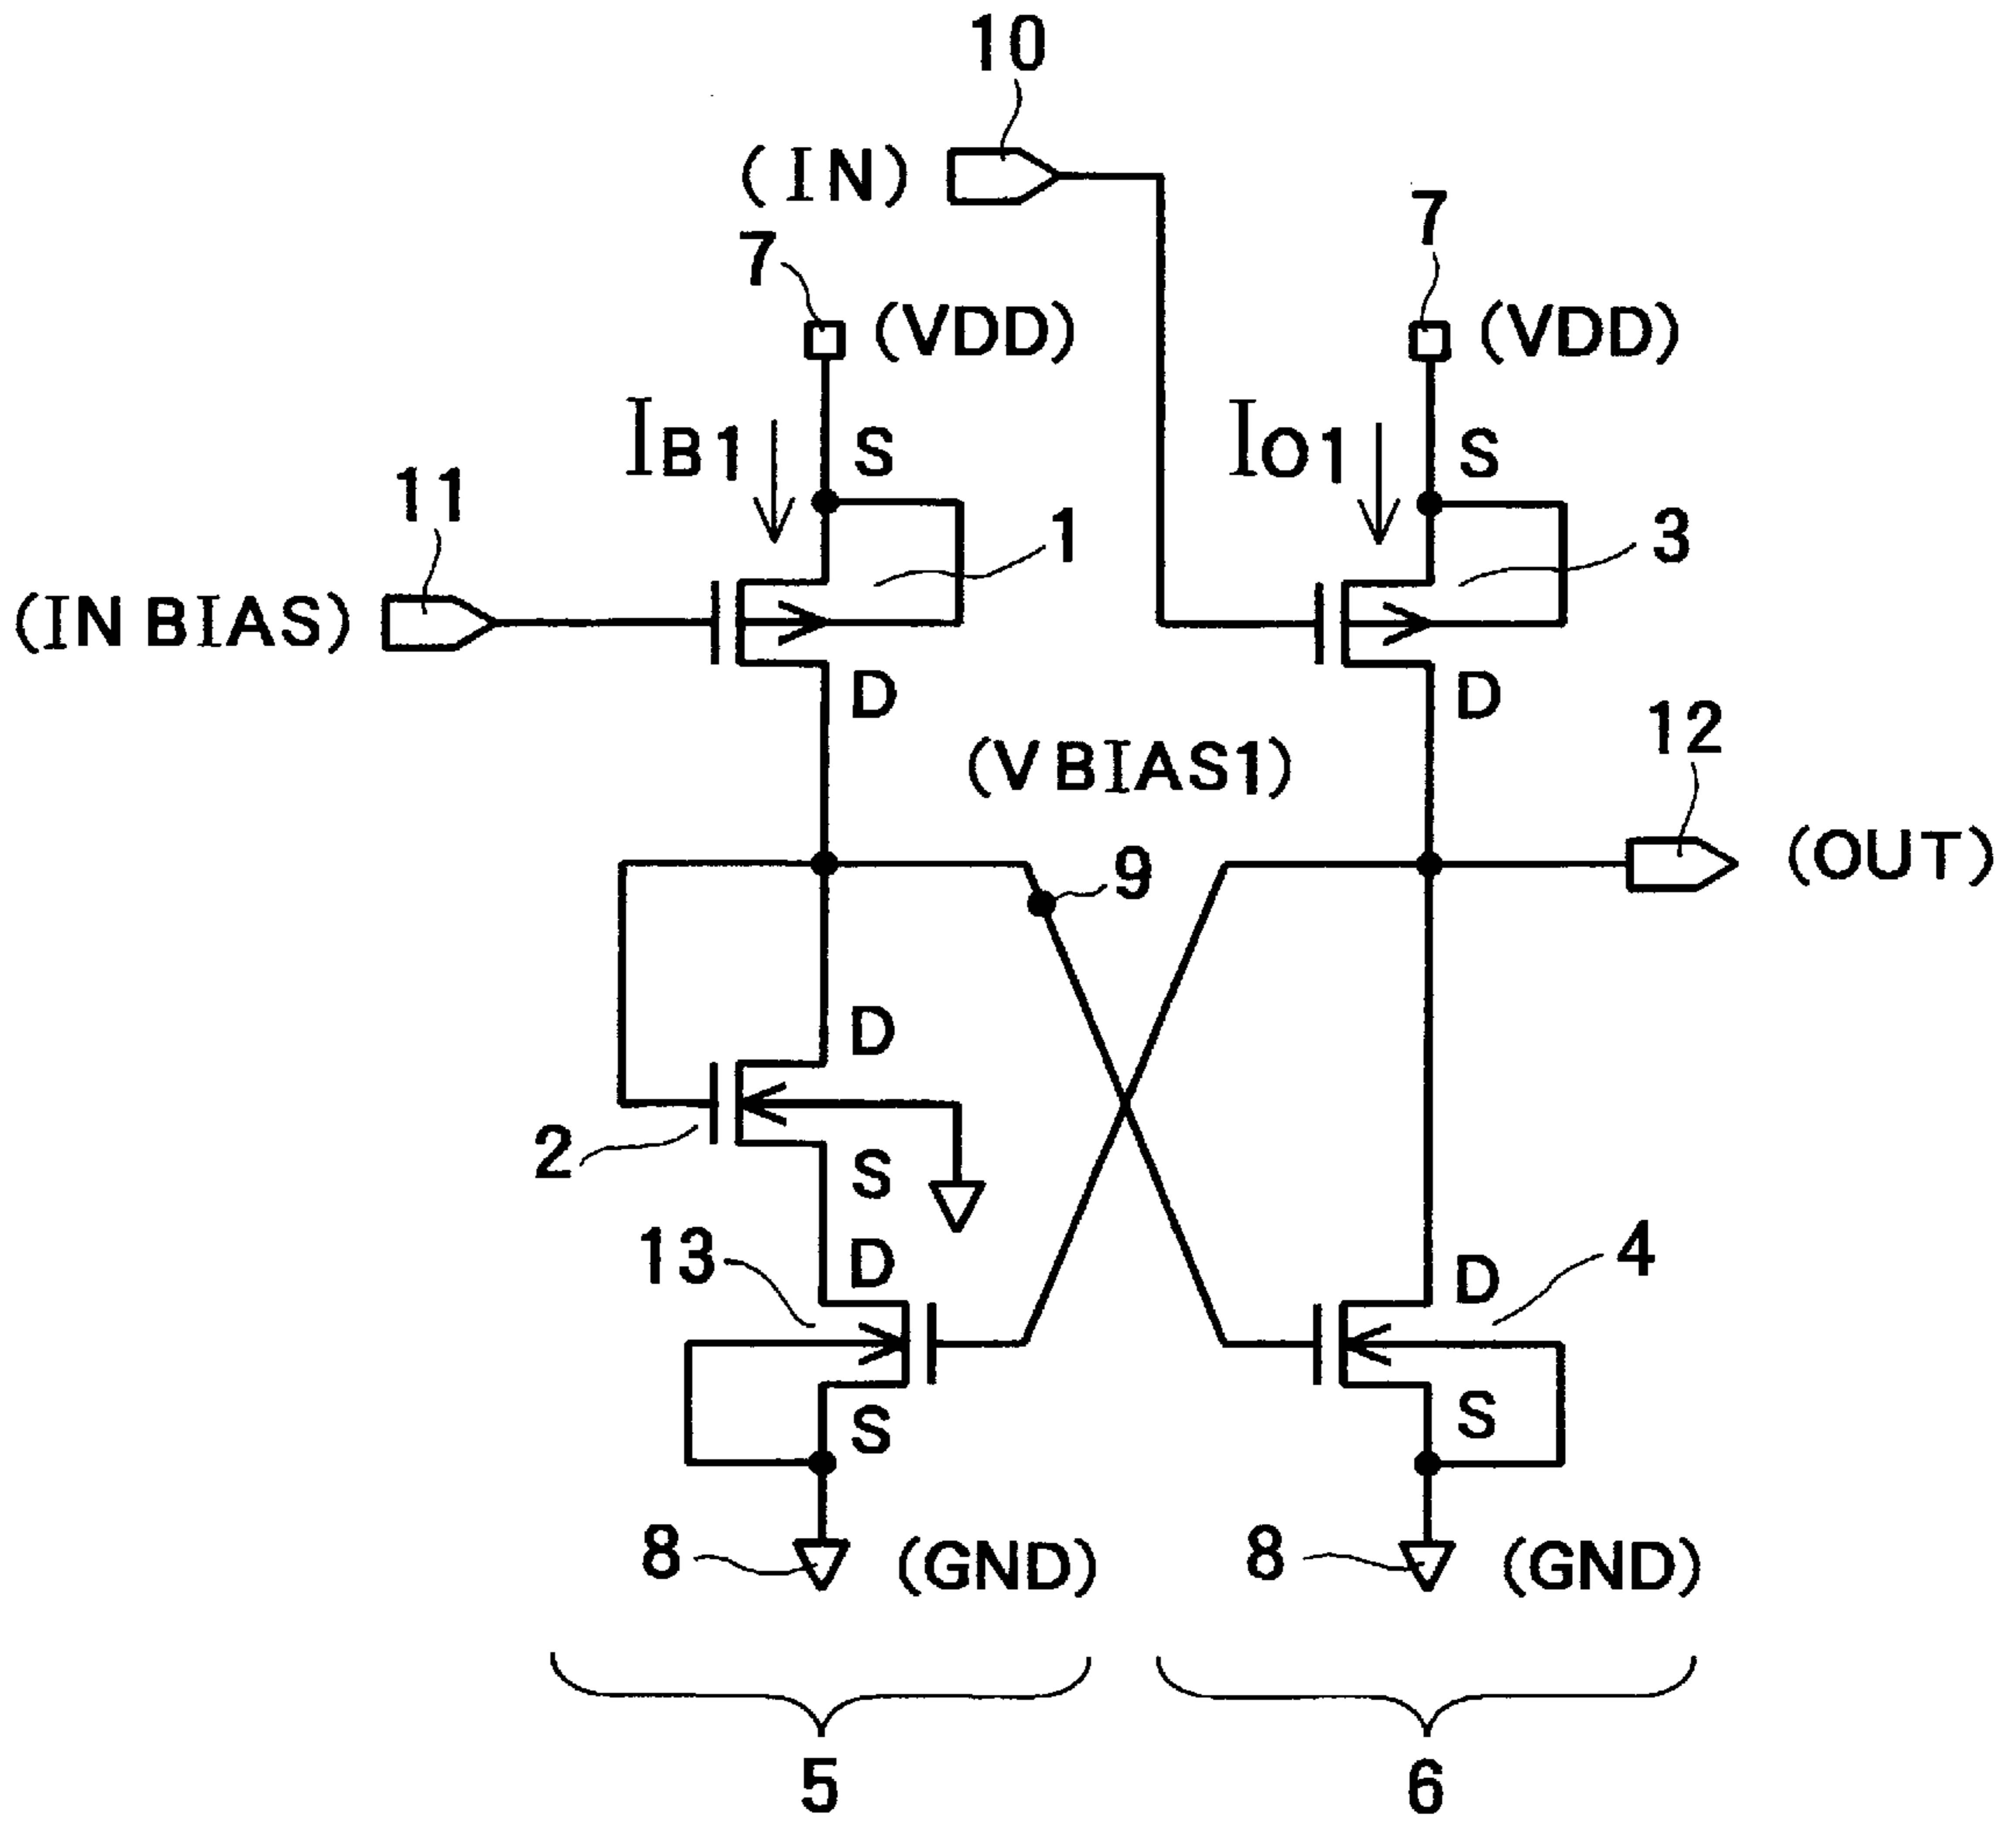 10
(IN)
7
7
(VDD)
(VDD)
IB1
S
IO1
S
11
1
3
(IN BIAS)
D
D
12
(VBIAS1)
9
(OUT)
D
2
S
13
D
4
D
S
S
8
(GND)
8
(GND)
5
6